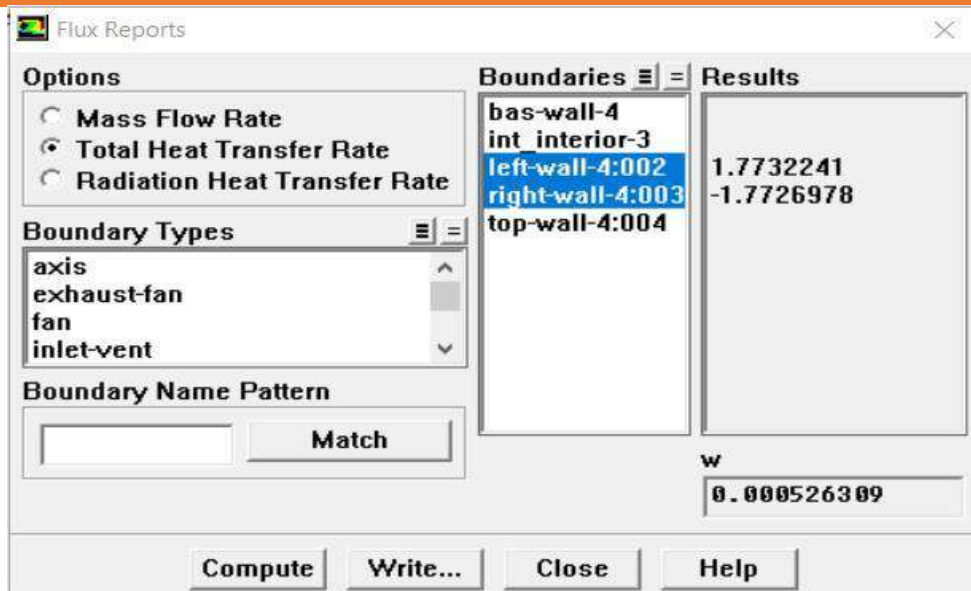 Flux Reports
Options
Mass Flow Rate
Total Heat Transfer Rate
Radiation Heat Transfer Rate
Boundary Types
axis
exhaust-fan
fan
inlet-vent
Boundary Name Pattern
Match
Boundaries
bas-wall-4
int_interior-3
left-wall-4:002
right-wall-4:003
top-wall-4:004
Results
1.7732241
-1.7726978
w
0.000526309
Compute
Write...
Close
Help